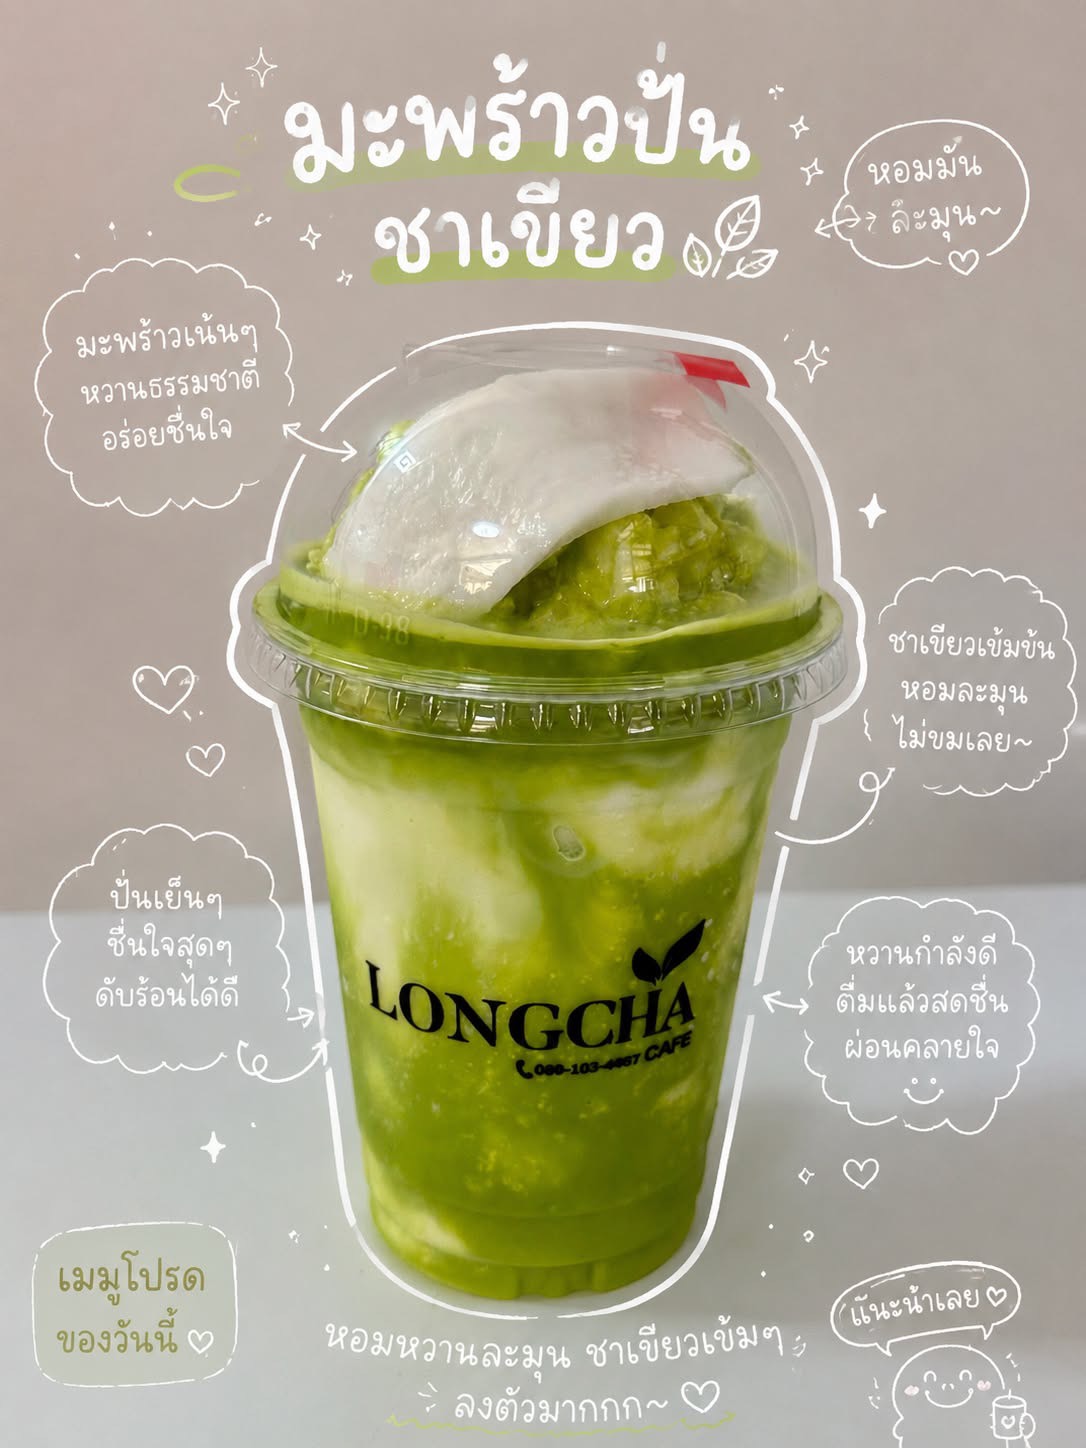 มะพร้าวปั่น
ชาเขียว
หอมมัน
ละมุน~
มะพร้าวเน้นๆ
หวานธรรมชาติ
อร่อยชื่นใจ
D-98
ชาเขียวเข้มข้น
หอมละมุน
ไม่ขมเลย~
ปั่นเย็นๆ
ชื่นใจสุดๆ
ดับร้อนได้ดี
LONGCHA
CAFE
หวานกำลังดี
ดื่มแล้วสดชื่น
ผ่อนคลายใจ
เมมูโปรด
ของวันนี้
แนะนำเลย
หอมหวานละมุน ชาเขียวเข้มๆ
ลงตัวมากกก~